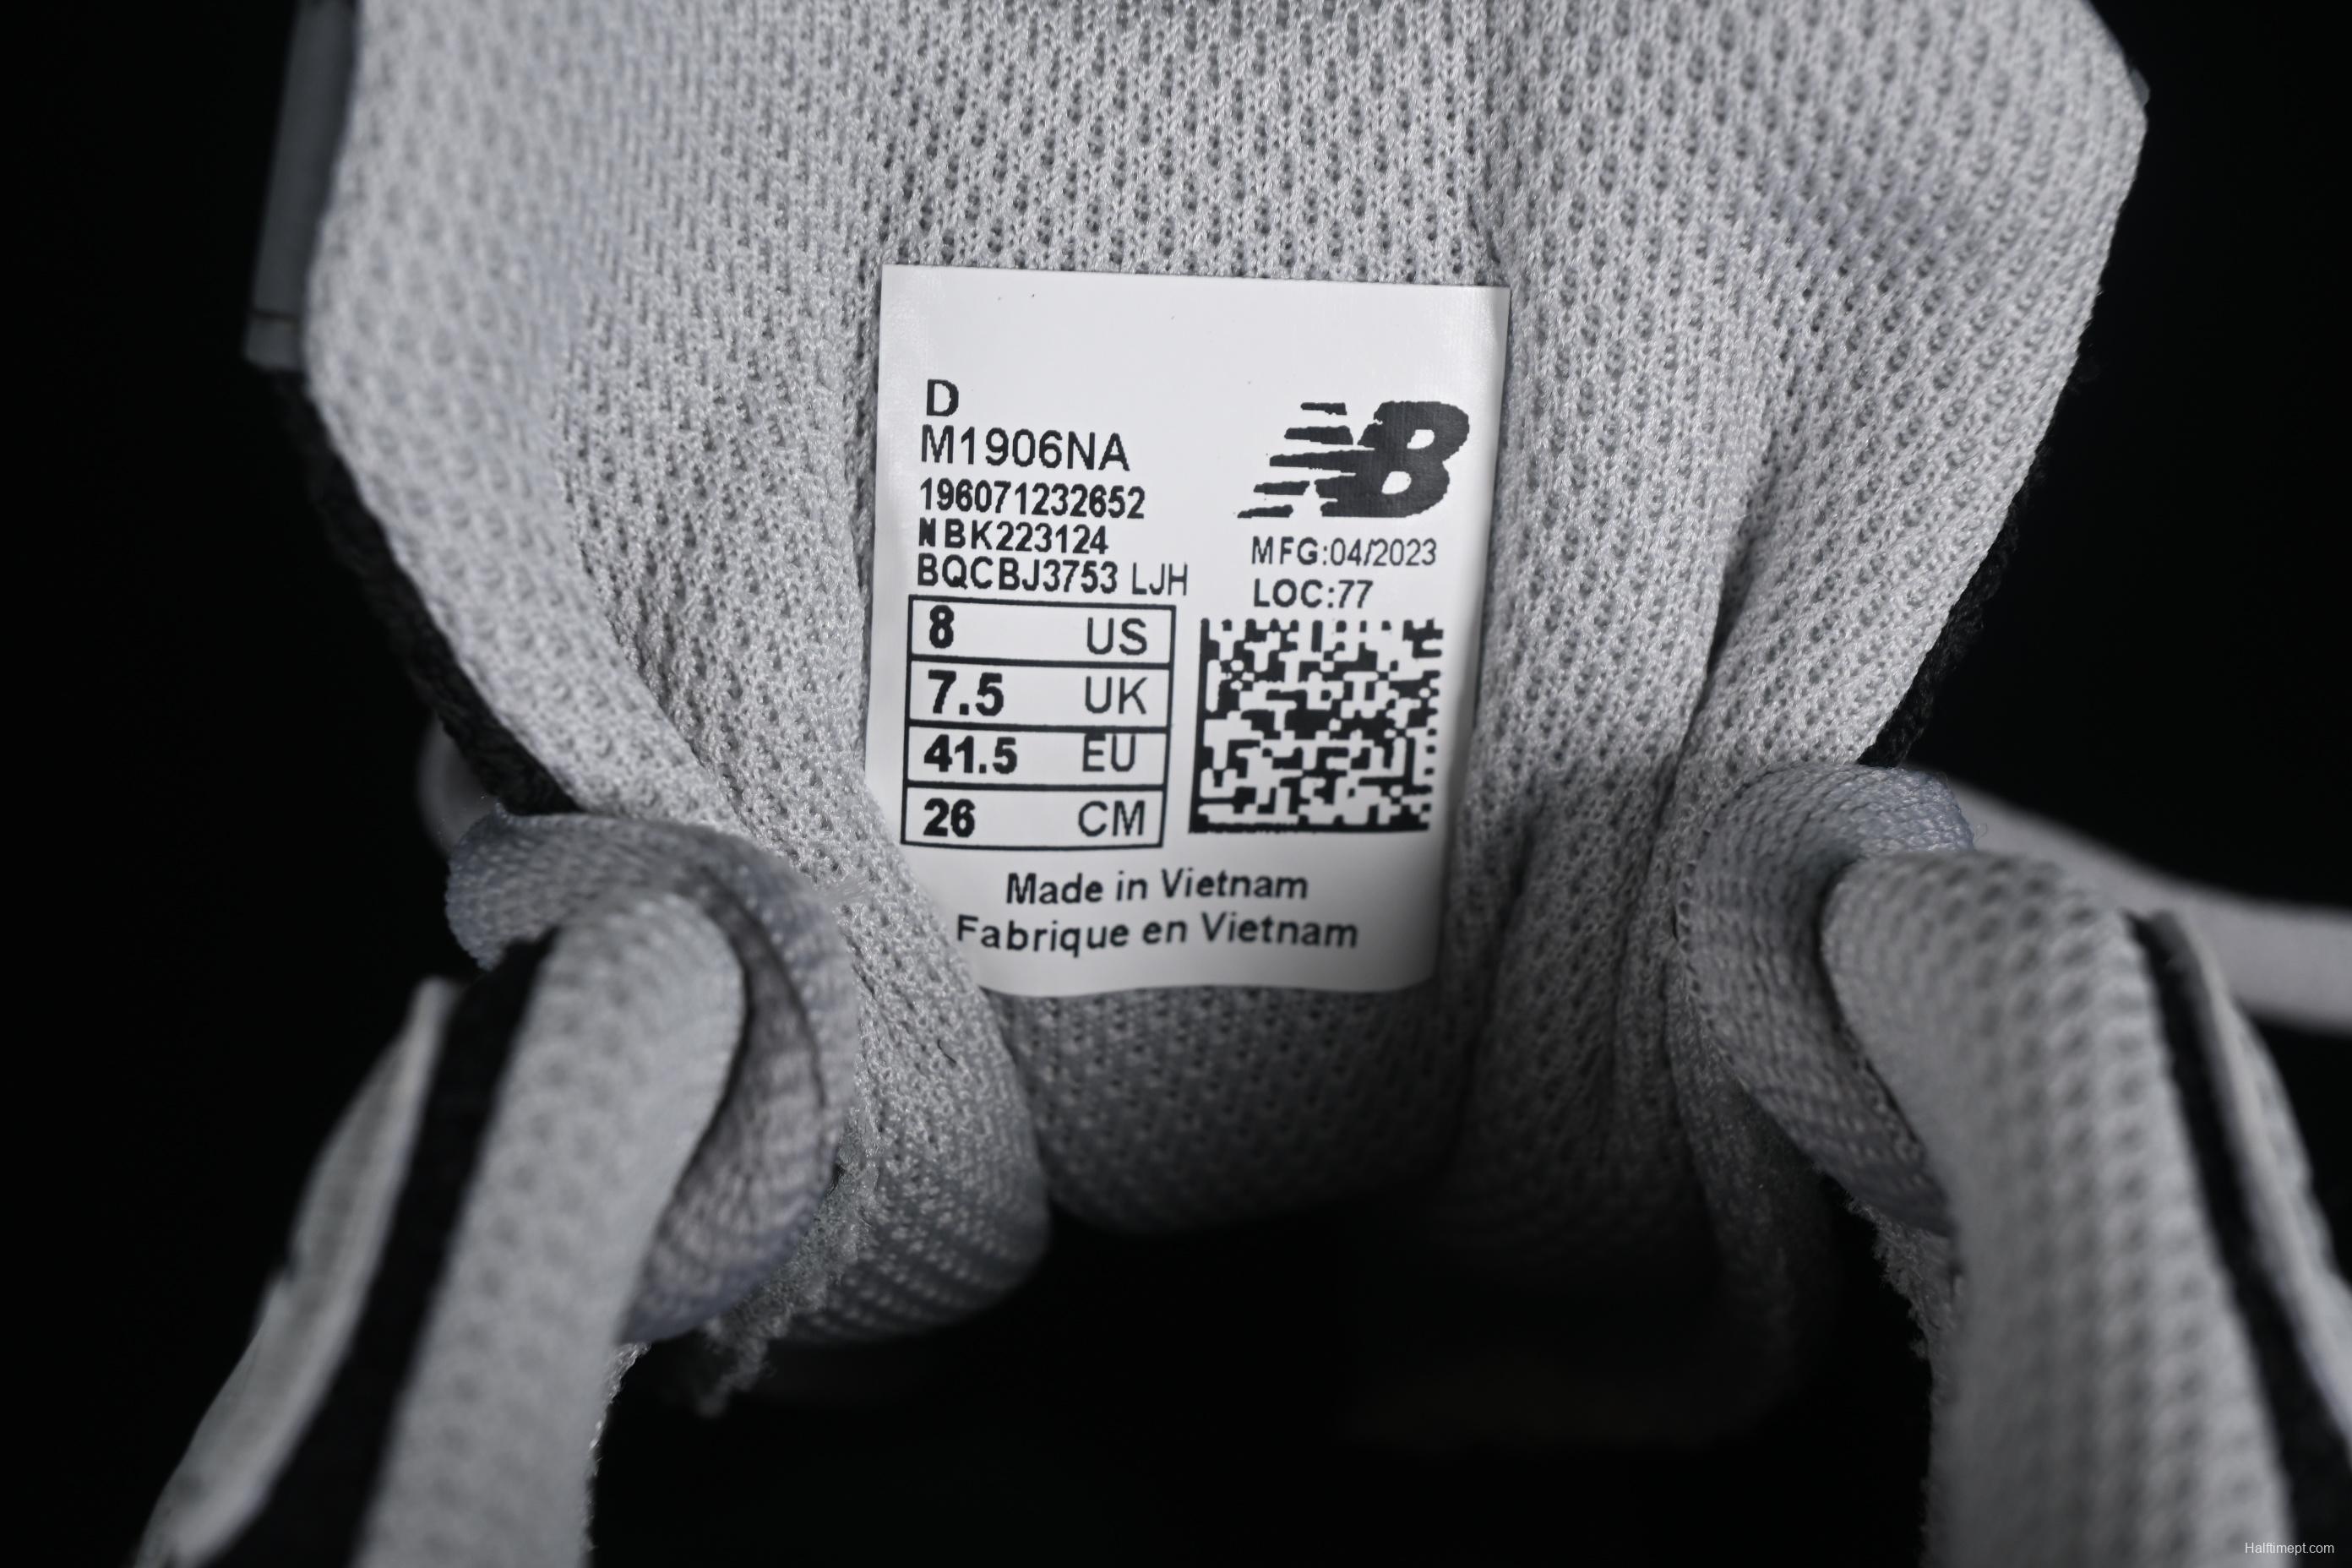 D
M1906NA
196071232652
NBK223124
BQCBJ3753 LJH
NB
MFG:04/2023
LOC:77
8 US
7.5 UK
41.5 EU
26 CM
Made in Vietnam
Fabrique en Vietnam
Halftimept.com